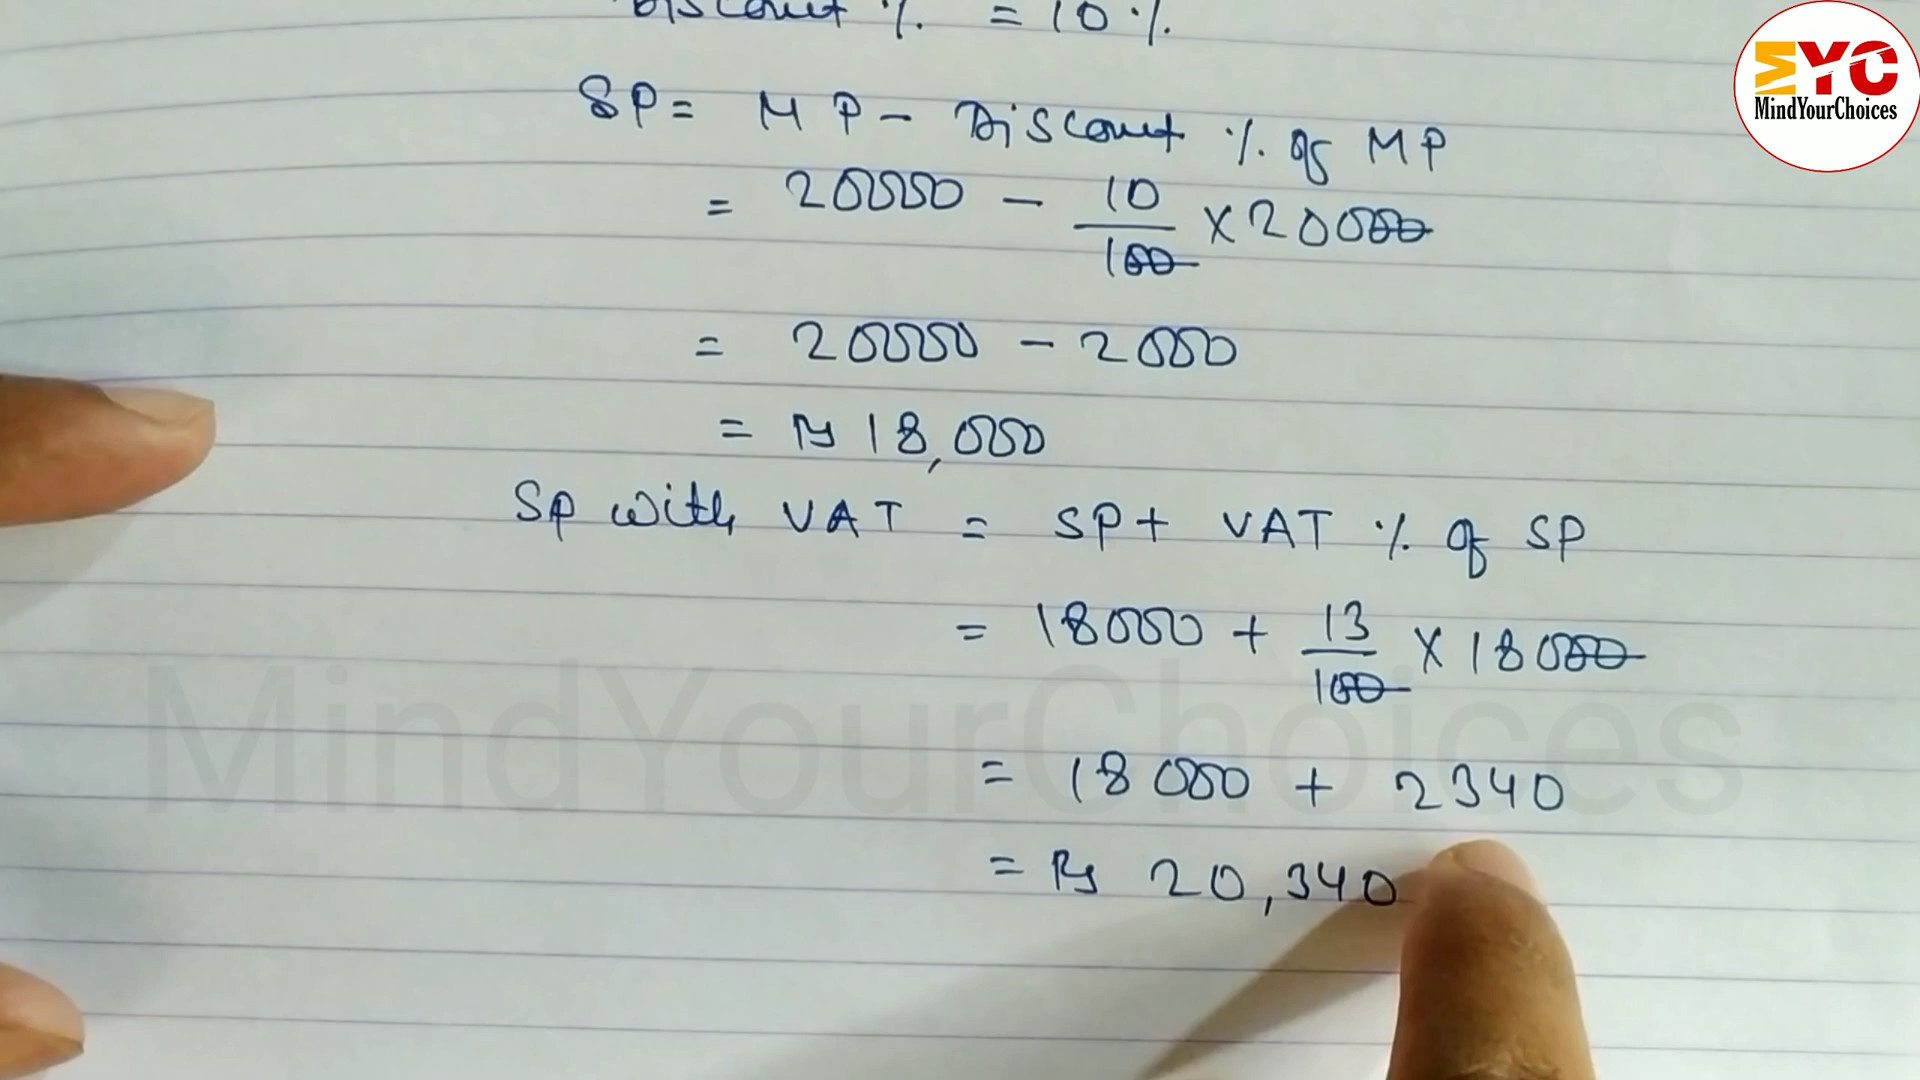 Discount % = 10 %
SP = MP - Discount % of MP
= 20000 - 10/100 × 20000
= 20000 - 2000
= Rs 18,000
SP with VAT = SP + VAT % of SP
= 18000 + 13/100 × 18000
= 18000 + 2340
= Rs 20,340
MYC
MindYourChoices
MindYourChoices